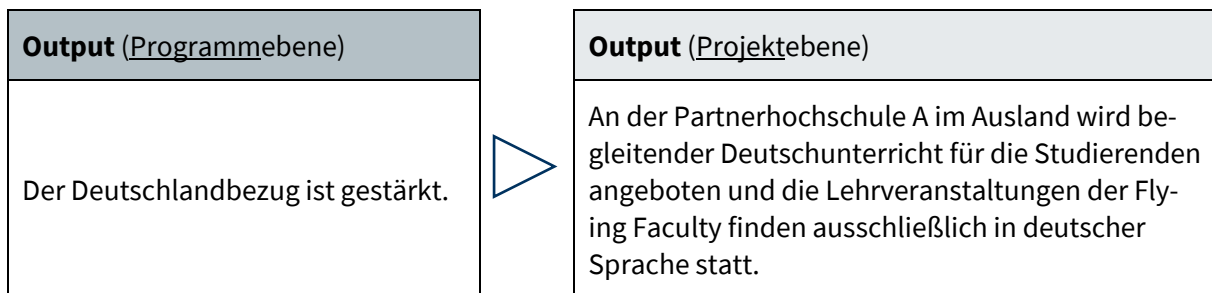 Output (Programmebene)
Der Deutschlandbezug ist gestärkt.
Output (Projektebene)
An der Partnerhochschule A im Ausland wird be-
gleitender Deutschunterricht für die Studierenden
angeboten und die Lehrveranstaltungen der Fly-
ing Faculty finden ausschließlich in deutscher
Sprache statt.